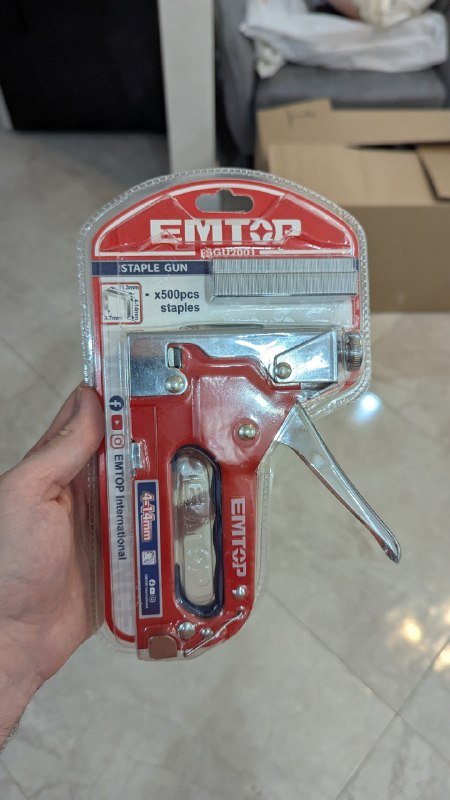 EMTOP
ESGU2001
STAPLE GUN
x500pcs
staples
EMTOP International
4-14mm
EMTOP